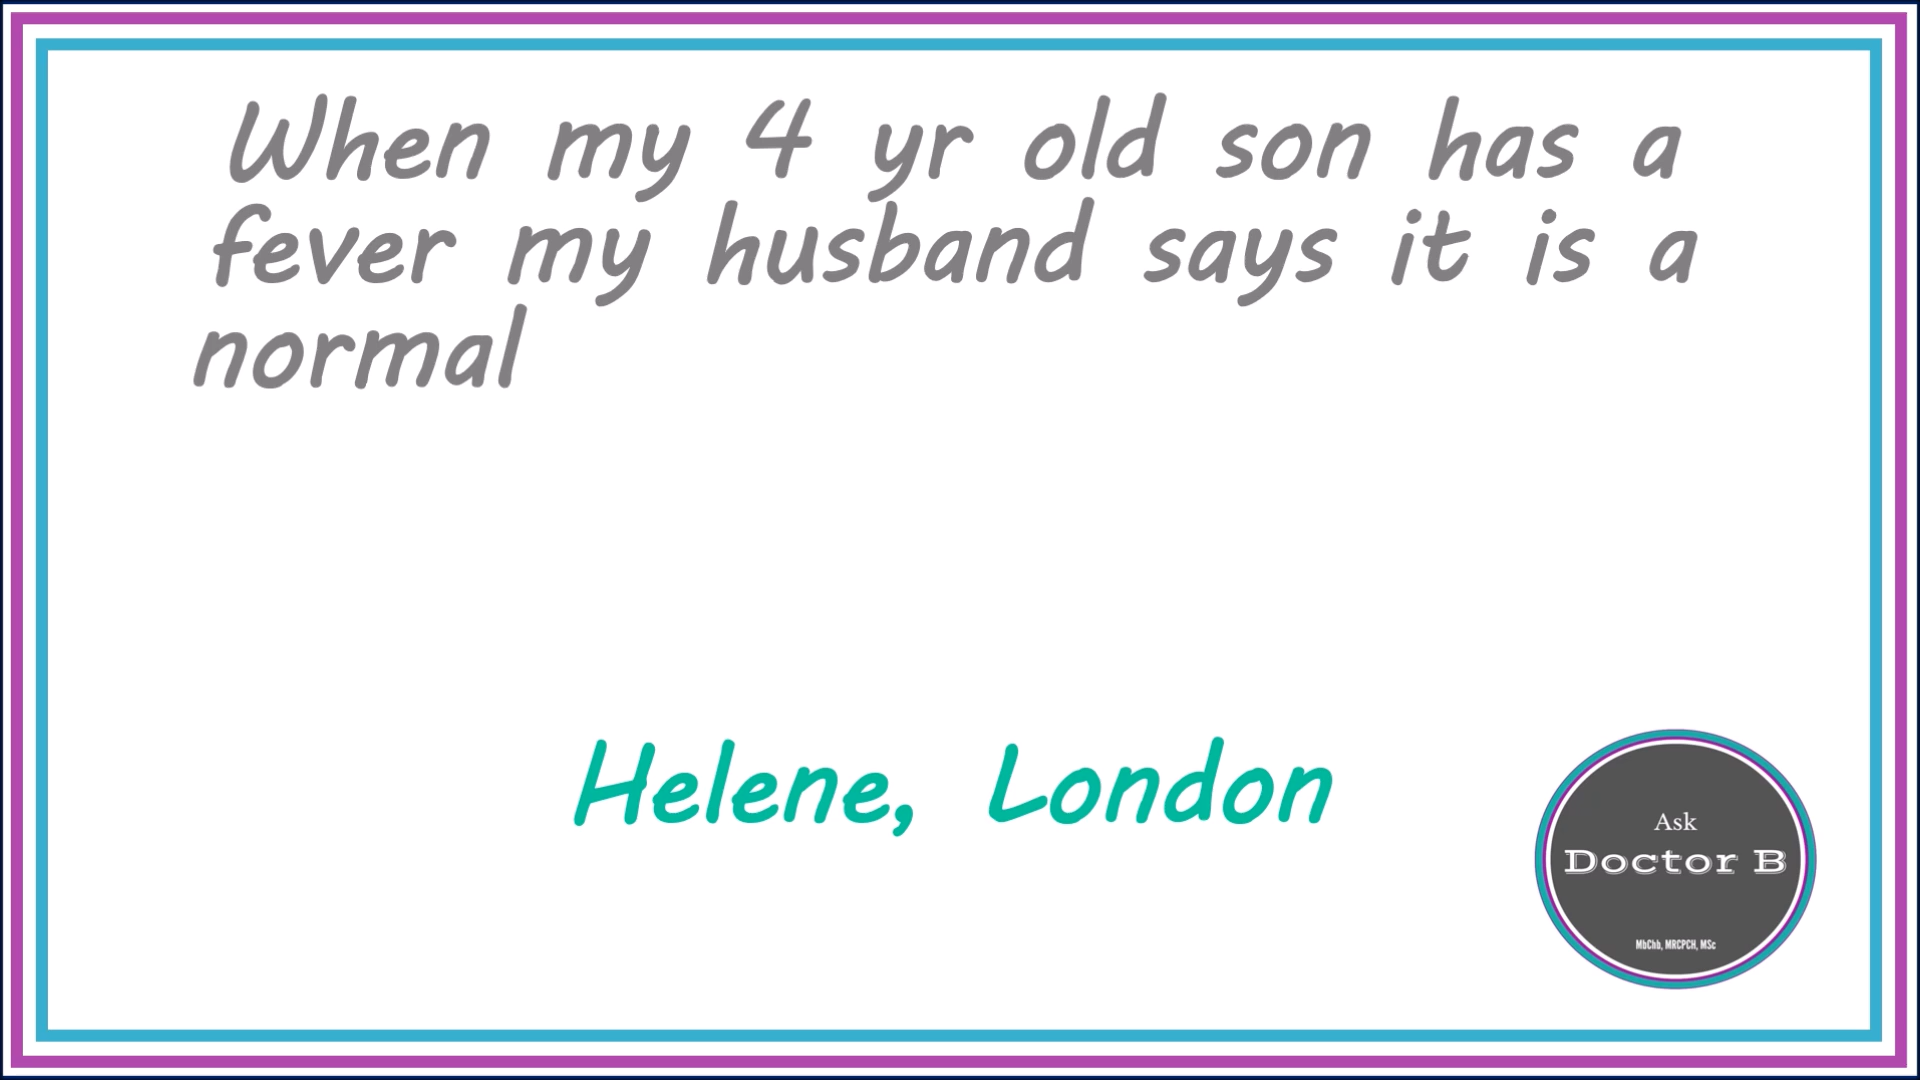 When my 4 yr old son has a
fever my husband says it is a
normal
Helene, London
Ask
Doctor B
MbChb, MRCPCH, MSc